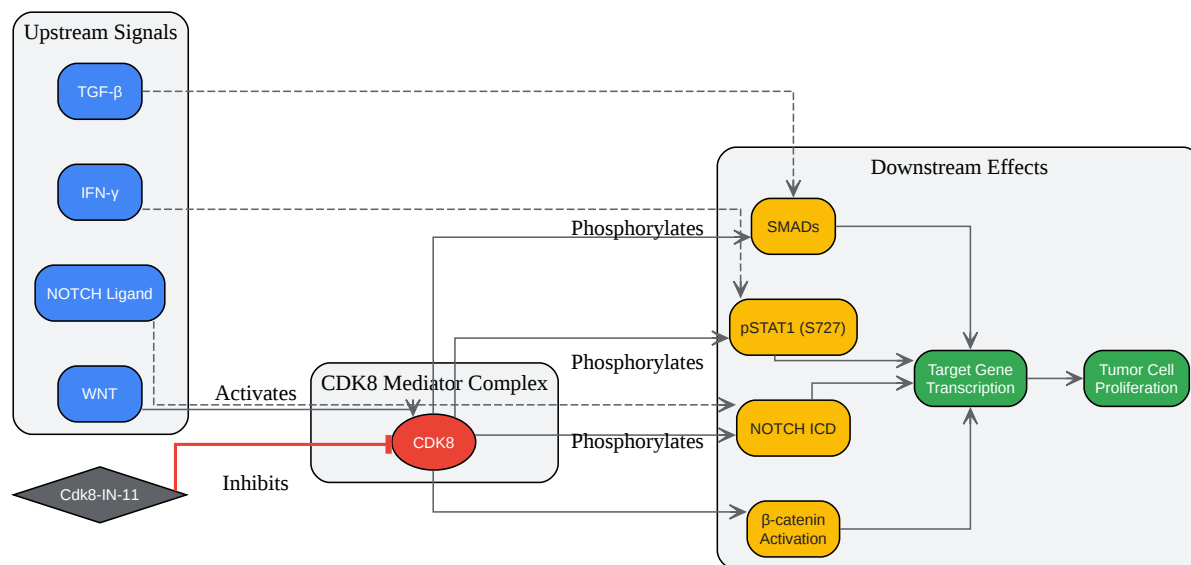 Upstream Signals
TGF-β
IFN-γ
NOTCH Ligand
WNT
Activates
Inhibits
Cdk8-IN-11
CDK8 Mediator Complex
CDK8
Phosphorylates
Phosphorylates
Phosphorylates
Downstream Effects
SMADs
pSTAT1 (S727)
NOTCH ICD
β-catenin
Activation
Target Gene
Transcription
Tumor Cell
Proliferation